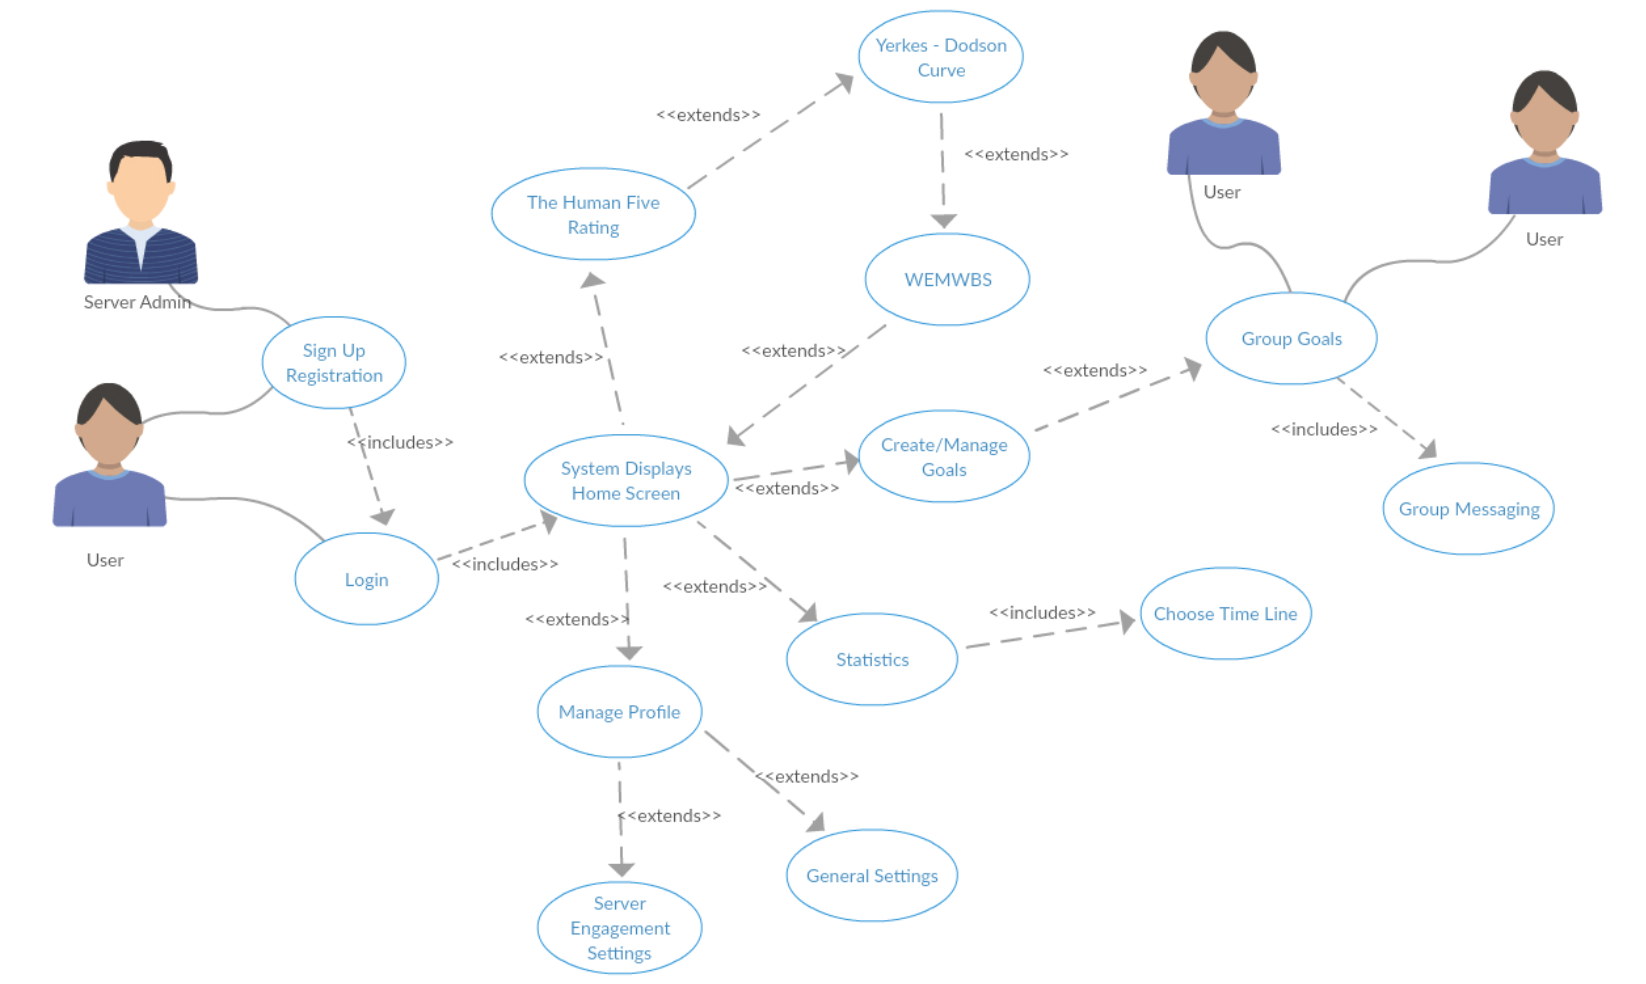 Yerkes - Dodson
Curve
<<extends>>
<<extends>>
User
The Human Five
Rating
User
WEMWBS
Server Admin
Group Goals
Sign Up
Registration
<<extends>>
<<extends>>
<<extends>>
<<includes>>
Create/Manage
Goals
<<includes>>
System Displays
Home Screen
<<extends>>
Group Messaging
User
Login
<<includes>>
<<extends>>
<<extends>>
<<includes>>
Choose Time Line
Statistics
Manage Profile
<<extends>>
<<extends>>
General Settings
Server
Engagement
Settings